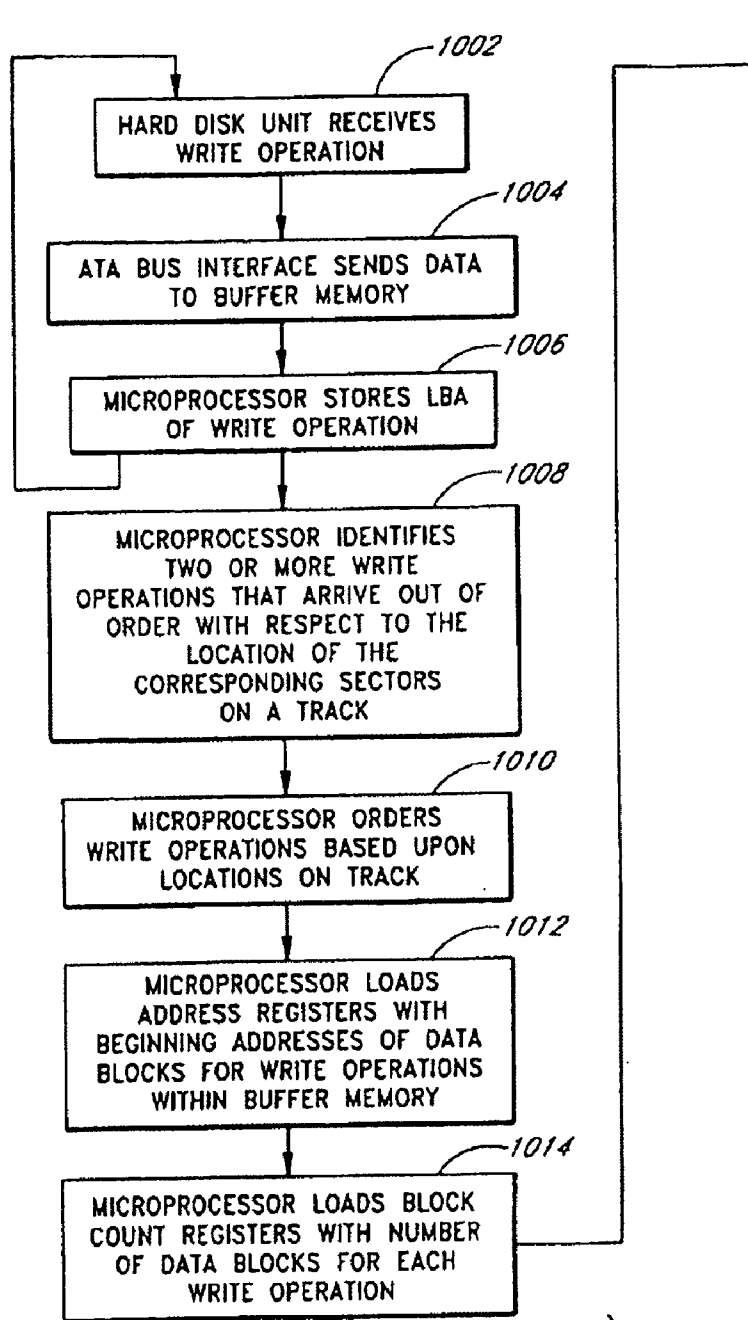 1002
HARD DISK UNIT RECEIVES
WRITE OPERATION
1004
ATA BUS INTERFACE SENDS DATA
TO BUFFER MEMORY
1006
MICROPROCESSOR STORES LBA
OF WRITE OPERATION
1008
MICROPROCESSOR IDENTIFIES
TWO OR MORE WRITE
OPERATIONS THAT ARRIVE OUT OF
ORDER WITH RESPECT TO THE
LOCATION OF THE
CORRESPONDING SECTORS
ON A TRACK
1010
MICROPROCESSOR ORDERS
WRITE OPERATIONS BASED UPON
LOCATIONS ON TRACK
1012
MICROPROCESSOR LOADS
ADDRESS REGISTERS WITH
BEGINNING ADDRESSES OF DATA
BLOCKS FOR WRITE OPERATIONS
WITHIN BUFFER MEMORY
1014
MICROPROCESSOR LOADS BLOCK
COUNT REGISTERS WITH NUMBER
OF DATA BLOCKS FOR EACH
WRITE OPERATION